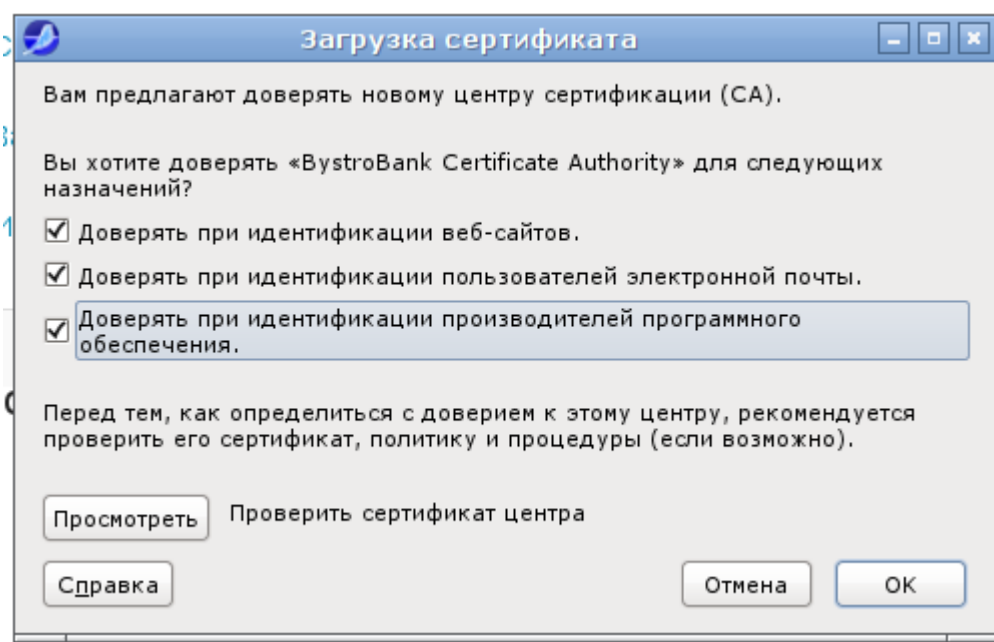 Загрузка сертификата
Вам предлагают доверять новому центру сертификации (CA).
Вы хотите доверять «BystroBank Certificate Authority» для следующих
назначений?
Доверять при идентификации веб-сайтов.
Доверять при идентификации пользователей электронной почты.
Доверять при идентификации производителей программного
обеспечения.
Перед тем, как определиться с доверием к этому центру, рекомендуется
проверить его сертификат, политику и процедуры (если возможно).
Просмотреть Проверить сертификат центра
Справка Отмена OK